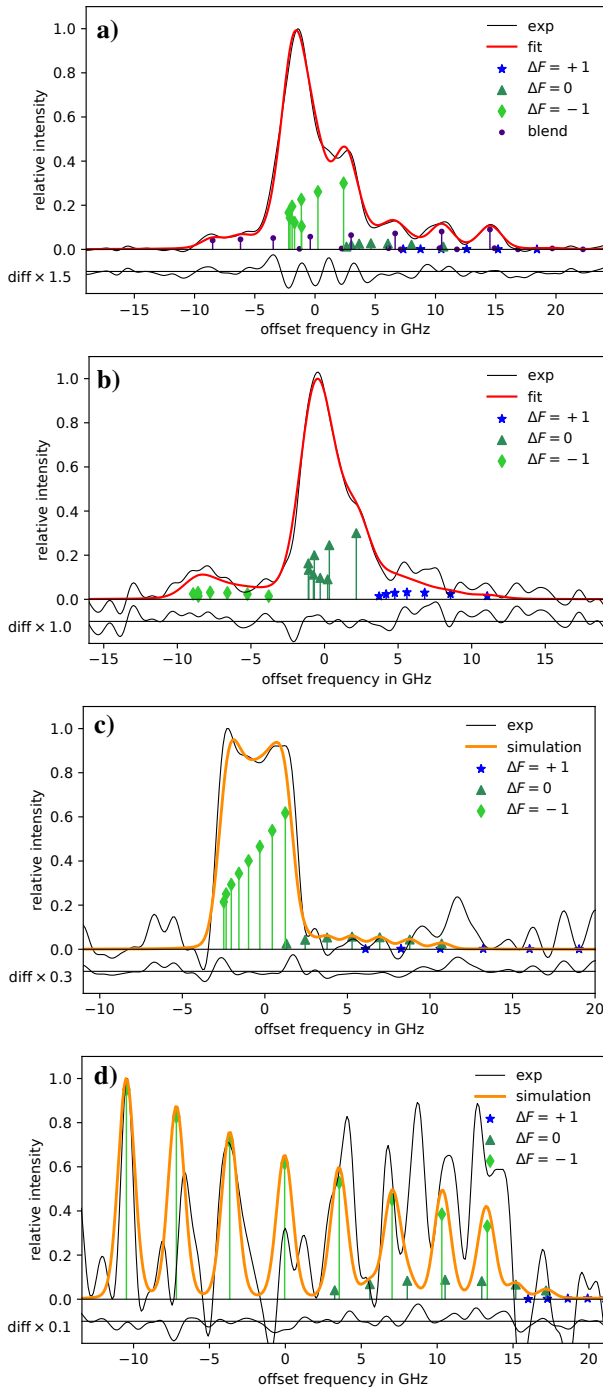 a)
exp
fit
ΔF = +1
ΔF = 0
ΔF = −1
blend
relative intensity
1.0
0.8
0.6
0.4
0.2
0.0
diff × 1.5
−15 −10 −5 0 5 10 15 20
offset frequency in GHz
b)
exp
fit
ΔF = +1
ΔF = 0
ΔF = −1
relative intensity
1.0
0.8
0.6
0.4
0.2
0.0
diff × 1.0
−15 −10 −5 0 5 10 15
offset frequency in GHz
c)
exp
simulation
ΔF = +1
ΔF = 0
ΔF = −1
relative intensity
1.0
0.8
0.6
0.4
0.2
0.0
diff × 0.3
−10 −5 0 5 10 15 20
offset frequency in GHz
d)
exp
simulation
ΔF = +1
ΔF = 0
ΔF = −1
relative intensity
1.0
0.8
0.6
0.4
0.2
0.0
diff × 0.1
−10 −5 0 5 10 15 20
offset frequency in GHz